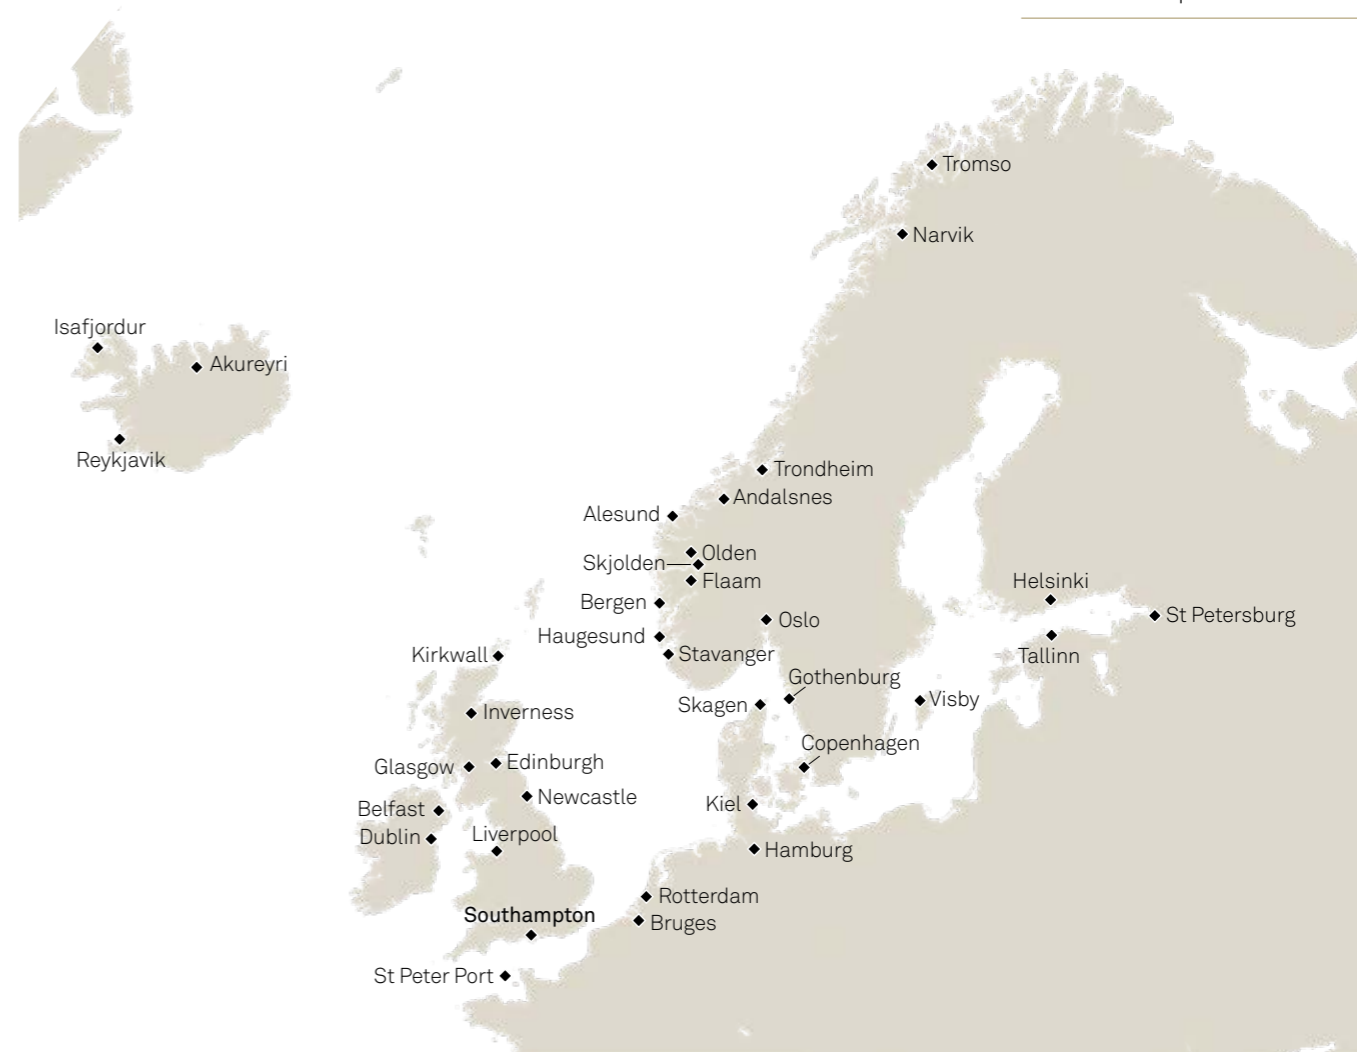 Tromso
Narvik
Isafjordur
Akureyri
Reykjavik
Trondheim
Andalsnes
Alesund
Olden
Skjolden
Flaam
Helsinki
Bergen
St Petersburg
Oslo
Haugesund
Stavanger
Kirkwall
Tallinn
Gothenburg
Visby
Skagen
Inverness
Copenhagen
Edinburgh
Glasgow
Newcastle
Kiel
Belfast
Liverpool
Dublin
Hamburg
Rotterdam
Southampton
Bruges
St Peter Port